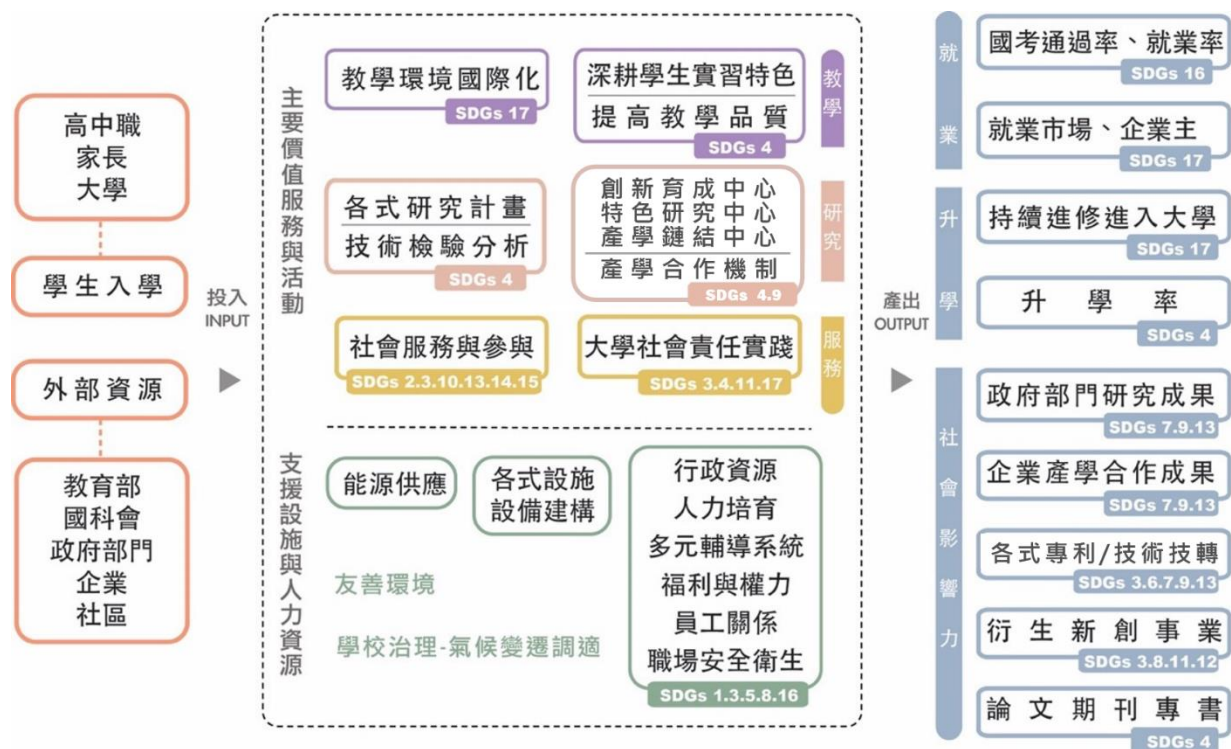 高中職
家長
大學
學生入學
外部資源
教育部
國科會
政府部門
企業
社區
投入
INPUT
主要價值服務與活動
教學環境國際化
SDGs 17
深耕學生實習特色
提高教學品質
SDGs 4
教學
各式研究計畫
技術檢驗分析
SDGs 4
創新育成中心
特色研究中心
產學鏈結中心
產學合作機制
SDGs 4.9
研究
社會服務與參與
SDGs 2.3.10.13.14.15
大學社會責任實踐
SDGs 3.4.11.17
服務
支援設施與人力資源
能源供應
各式設施
設備建構
友善環境
學校治理-氣候變遷調適
行政資源
人力培育
多元輔導系統
福利與權力
員工關係
職場安全衛生
SDGs 1.3.5.8.16
產出
OUTPUT
就業
國考通過率、就業率
SDGs 16
就業市場、企業主
SDGs 17
升學
持續進修進入大學
SDGs 17
升學率
SDGs 4
社會影響力
政府部門研究成果
SDGs 7.9.13
企業產學合作成果
SDGs 7.9.13
各式專利/技術技轉
SDGs 3.6.7.9.13
衍生新創事業
SDGs 3.8.11.12
論文期刊專書
SDGs 4